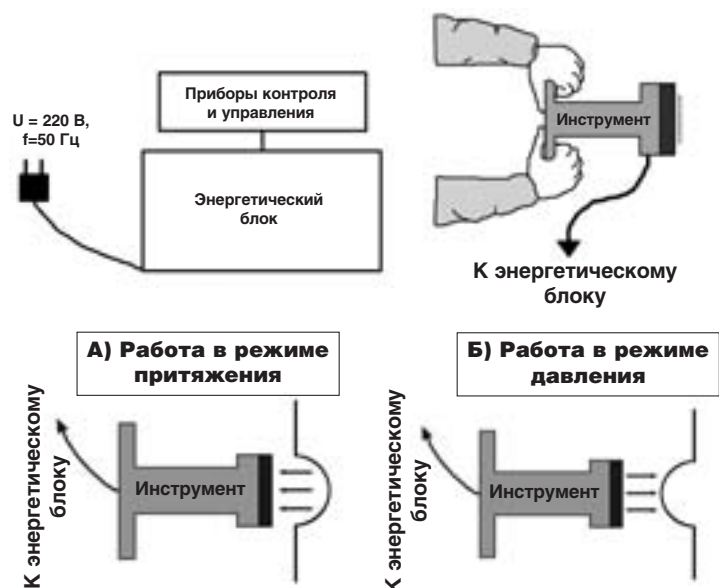 Приборы контроля
и управления
U = 220 В,
f=50 Гц
Энергетический
блок
Инструмент
К энергетическому
блоку
А) Работа в режиме
притяжения
Б) Работа в режиме
давления
К энергетическому
блоку
Инструмент
К энергетическому
блоку
Инструмент